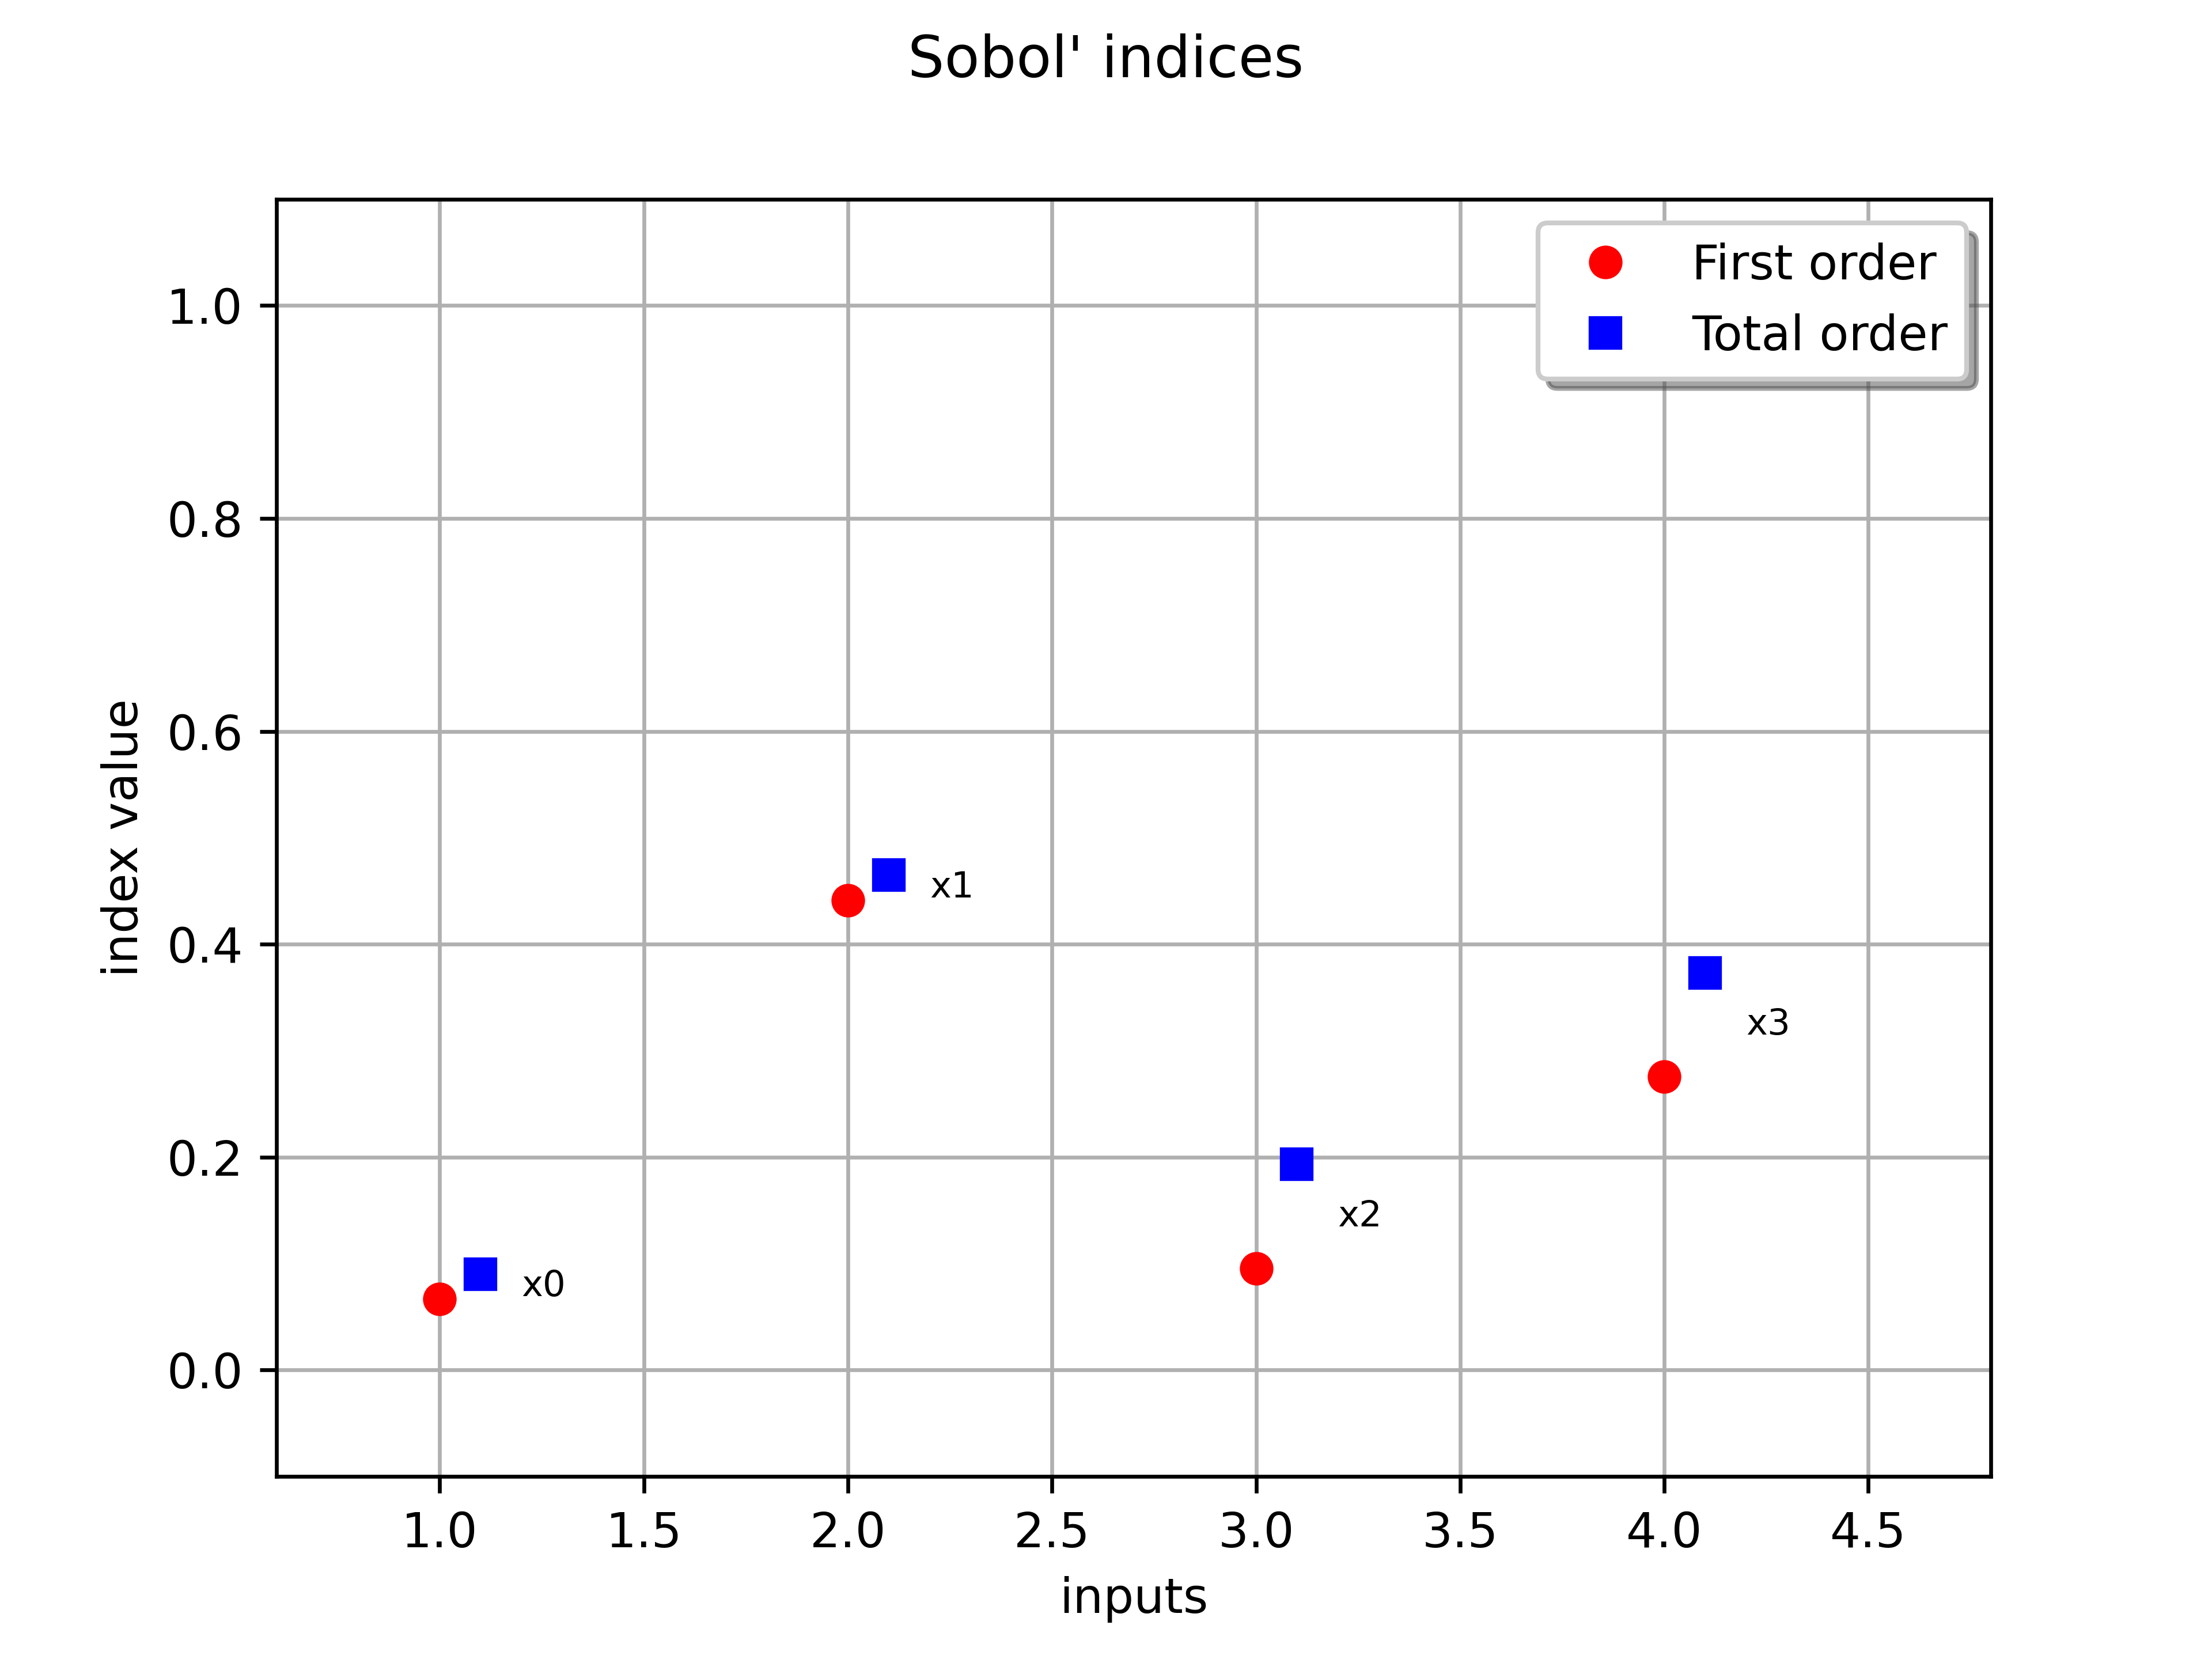 Sobol' indices
First order
Total order
1.0
0.8
0.6
0.4
0.2
0.0
index value
x0
x1
x2
x3
1.0 1.5 2.0 2.5 3.0 3.5 4.0 4.5
inputs